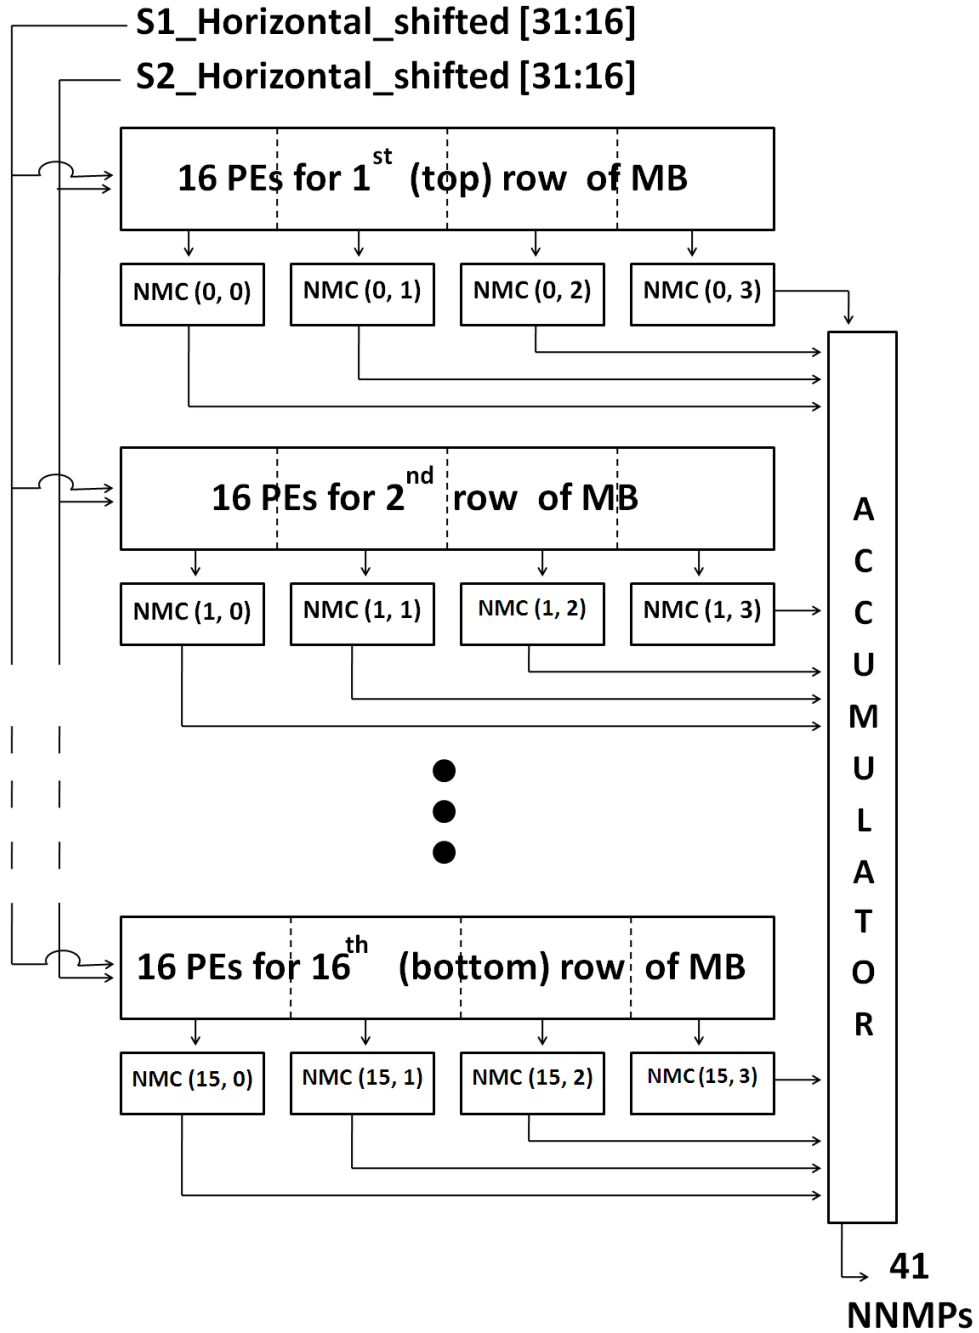 S1_Horizontal_shifted [31:16]
S2_Horizontal_shifted [31:16]
16 PEs for 1st (top) row of MB
NMC (0, 0) NMC (0, 1) NMC (0, 2) NMC (0, 3)
16 PEs for 2nd row of MB
NMC (1, 0) NMC (1, 1) NMC (1, 2) NMC (1, 3)
ACCUMULATOR
16 PEs for 16th (bottom) row of MB
NMC (15, 0) NMC (15, 1) NMC (15, 2) NMC (15, 3)
41
NNMPs